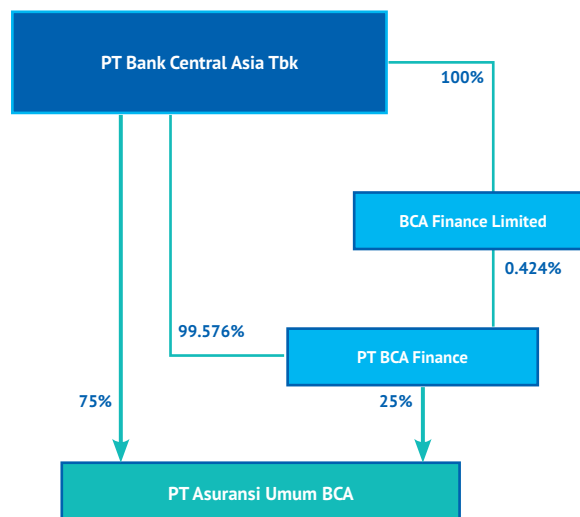 PT Bank Central Asia Tbk
100%
BCA Finance Limited
0.424%
99.576%
PT BCA Finance
75%
25%
PT Asuransi Umum BCA